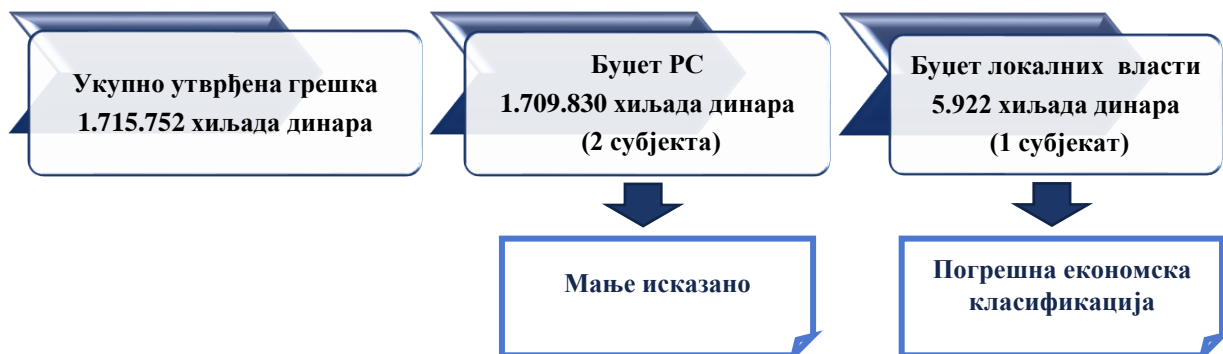 Укупно утврђена грешка
1.715.752 хиљада динара
Буџет РС
1.709.830 хиљада динара
(2 субјекта)
Буџет локалних власти
5.922 хиљада динара
(1 субјекат)
Мање исказано
Погрешна економска
класификација